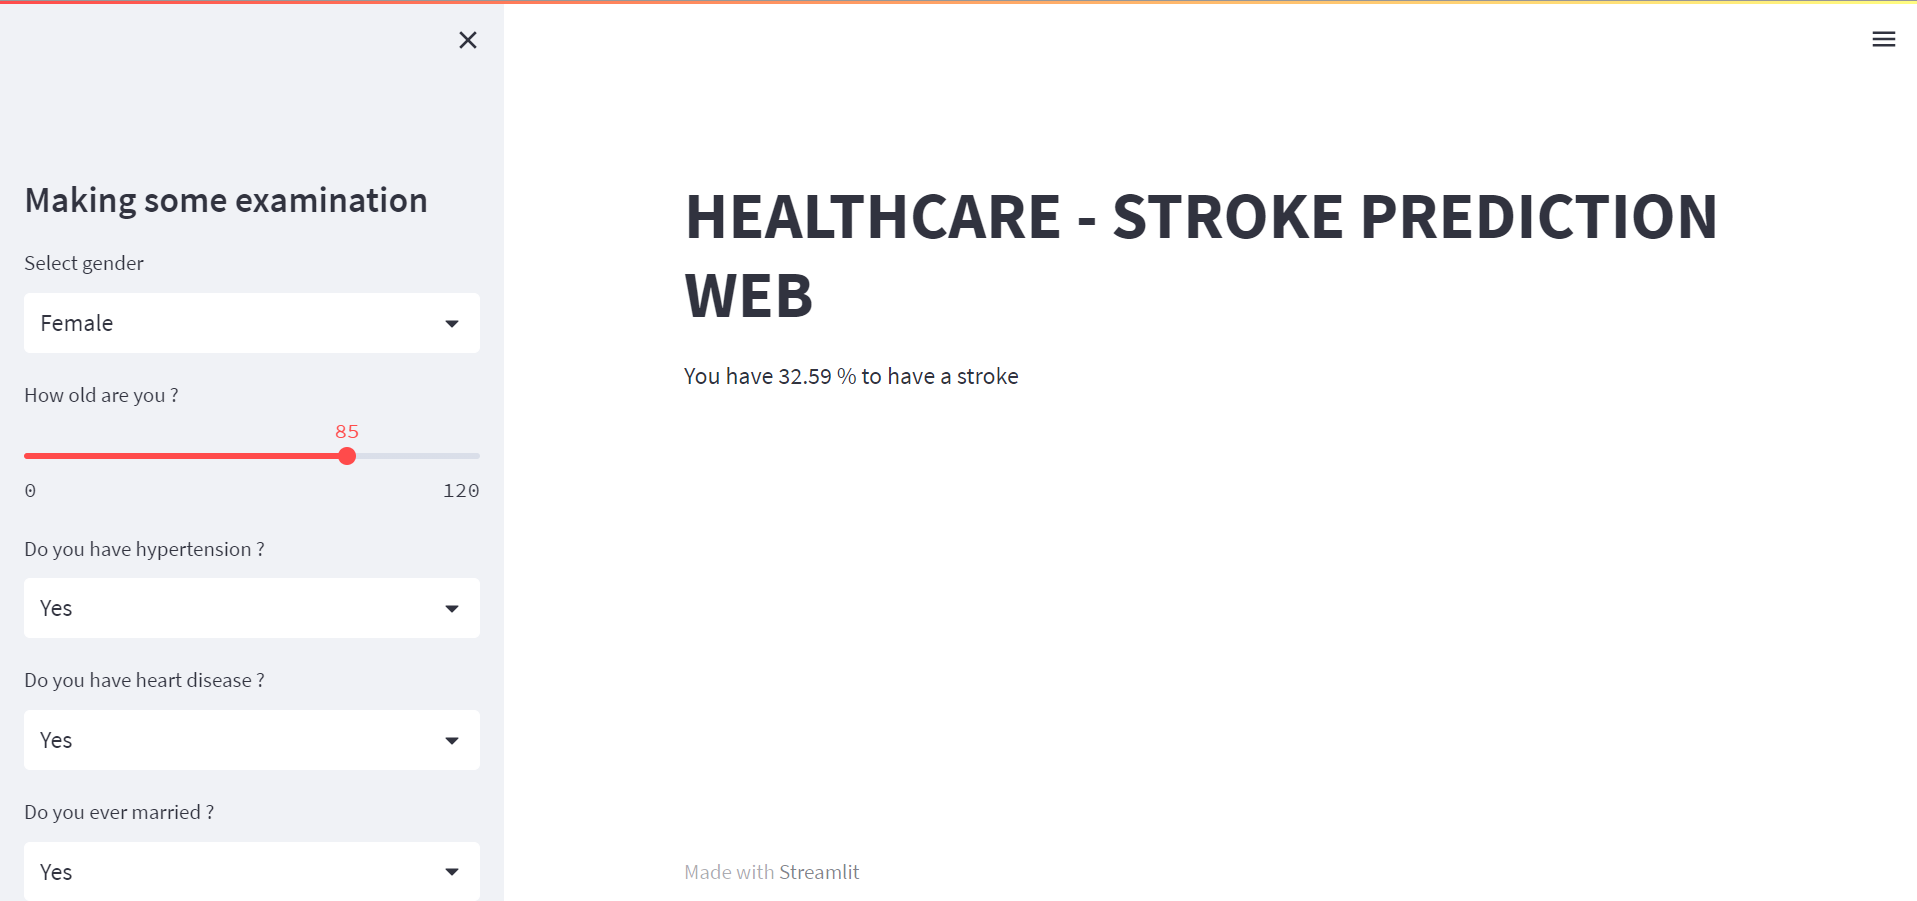 Making some examination
Select gender
Female
How old are you ?
85
0 120
Do you have hypertension ?
Yes
Do you have heart disease ?
Yes
Do you ever married ?
Yes
HEALTHCARE - STROKE PREDICTION
WEB
You have 32.59 % to have a stroke
Made with Streamlit